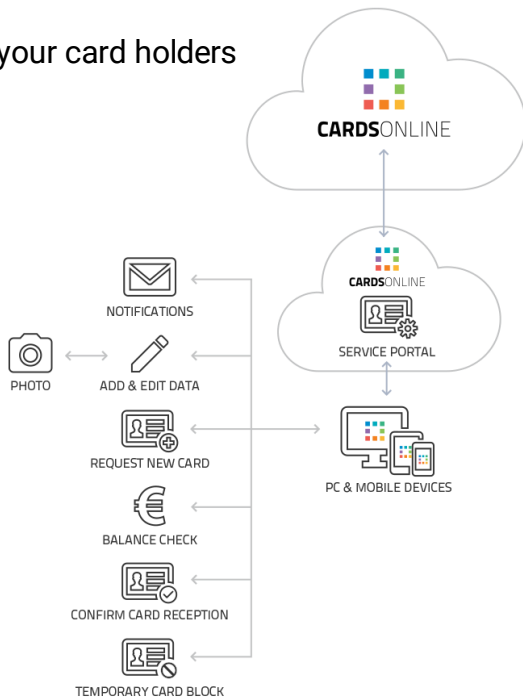 your card holders
CARDSONLINE
CARDSONLINE
SERVICE PORTAL
NOTIFICATIONS
PHOTO
ADD & EDIT DATA
REQUEST NEW CARD
PC & MOBILE DEVICES
BALANCE CHECK
CONFIRM CARD RECEPTION
TEMPORARY CARD BLOCK